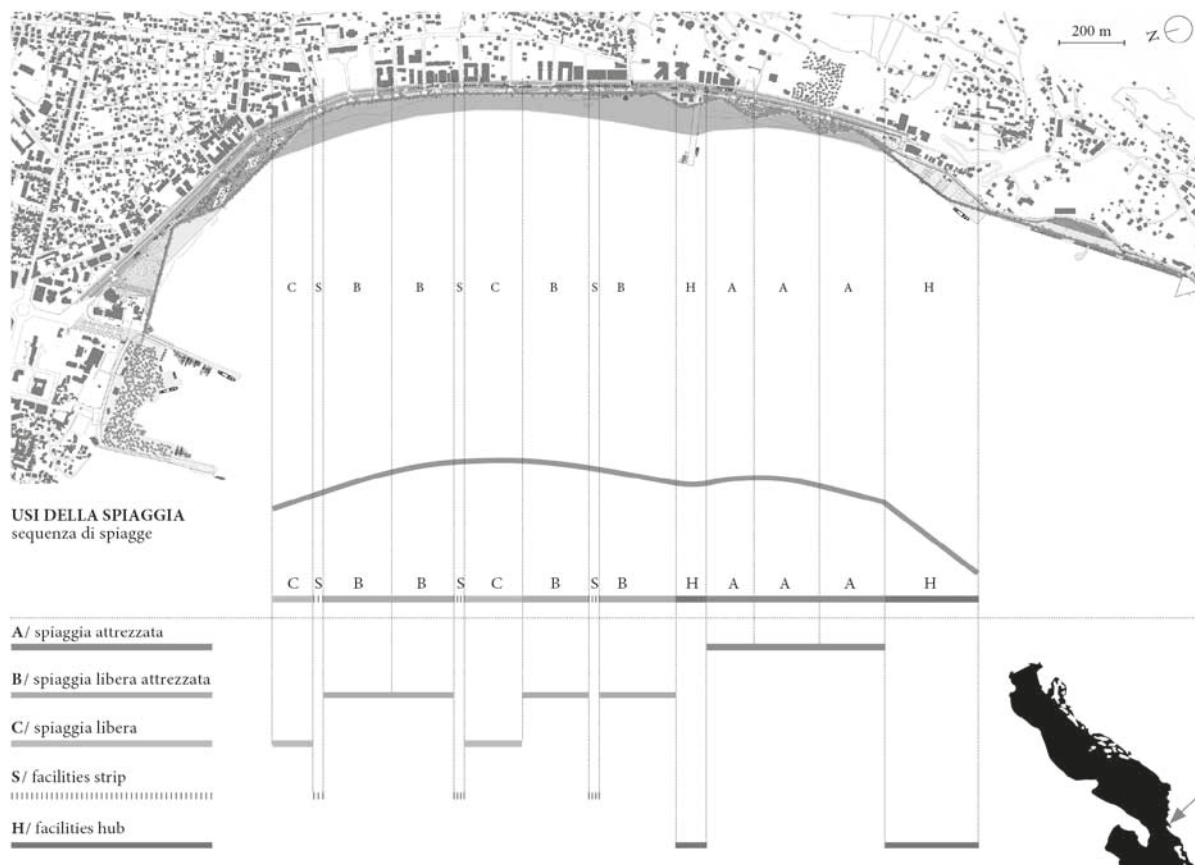 200 m
N
C S B B S C B S B H A A A H
USI DELLA SPIAGGIA
sequenza di spiagge
C S B B S C B S B H A A A H
A/ spiaggia attrezzata
B/ spiaggia libera attrezzata
C/ spiaggia libera
S/ facilities strip
H/ facilities hub